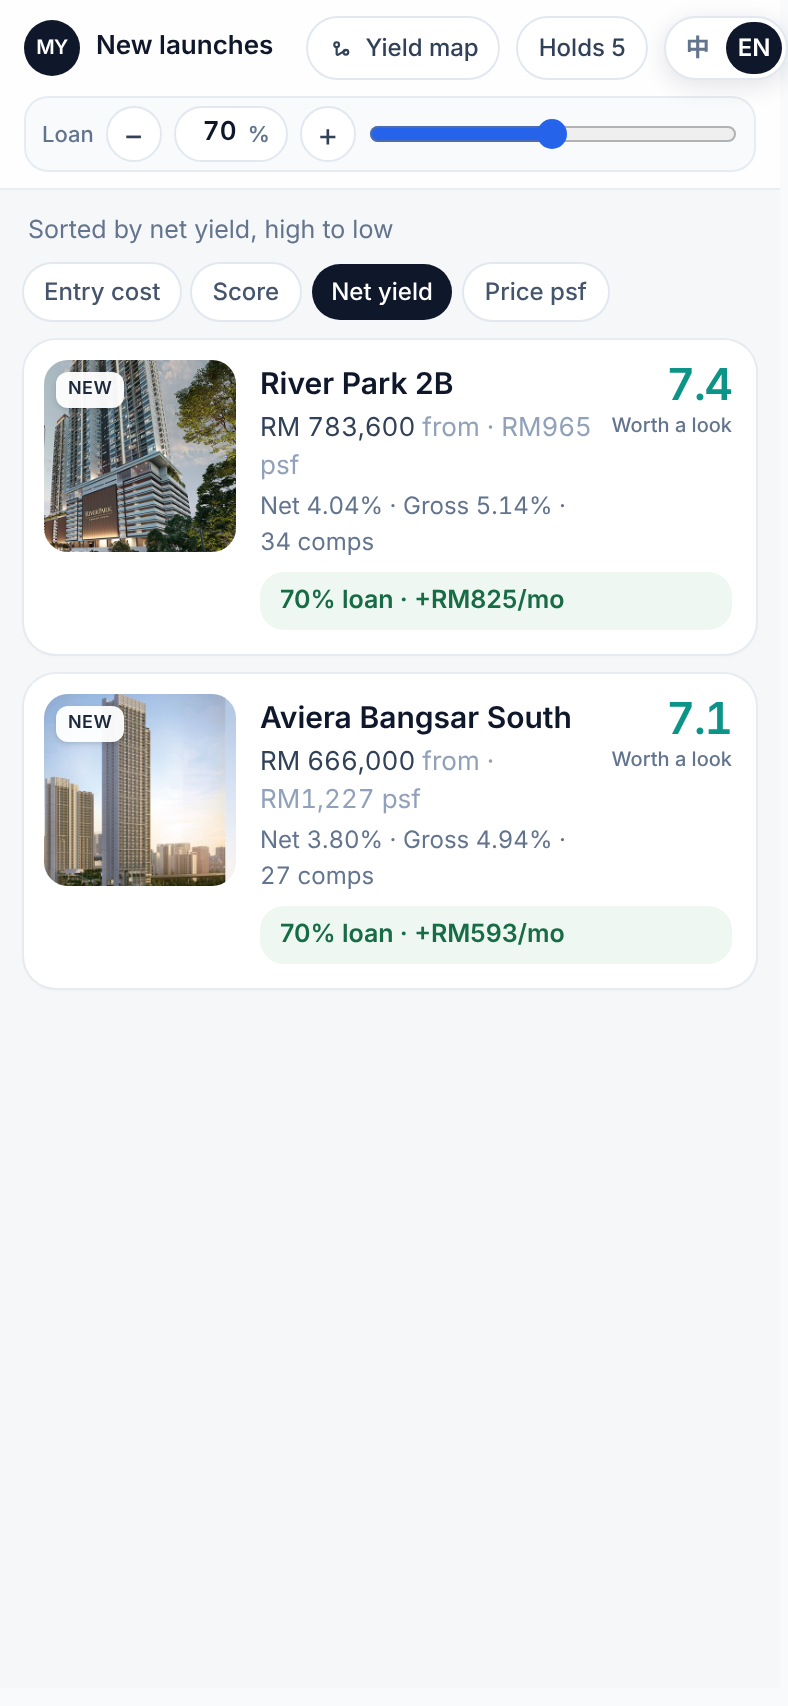 MY New launches Yield map Holds 5 中 EN
Loan − 70 % +
Sorted by net yield, high to low
Entry cost Score Net yield Price psf
NEW
RIVER PARK
River Park 2B
7.4
RM 783,600 from · RM965
psf
Worth a look
Net 4.04% · Gross 5.14% ·
34 comps
70% loan · +RM825/mo
NEW
Aviera Bangsar South
7.1
RM 666,000 from ·
RM1,227 psf
Worth a look
Net 3.80% · Gross 4.94% ·
27 comps
70% loan · +RM593/mo